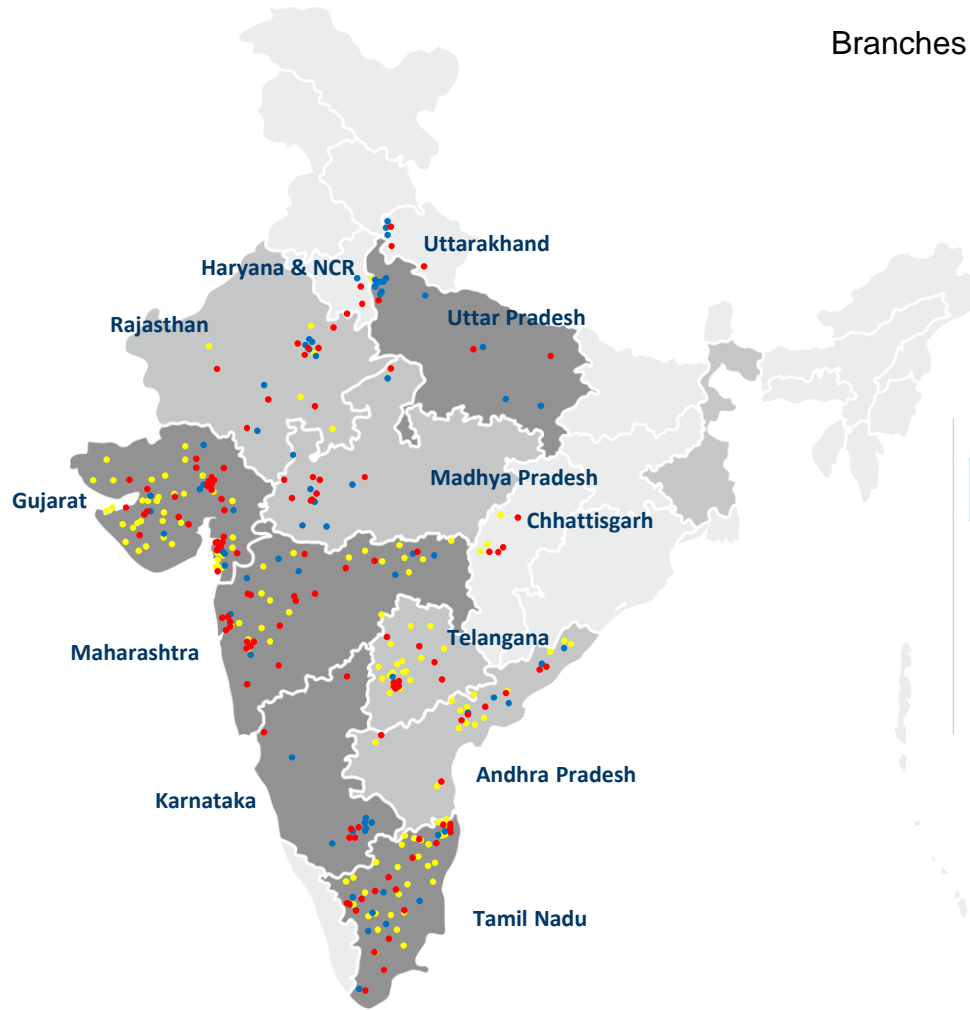 Branches
Uttarakhand
Haryana & NCR
Rajasthan
Uttar Pradesh
Madhya Pradesh
Gujarat
Chhattisgarh
Telangana
Maharashtra
Andhra Pradesh
Karnataka
Tamil Nadu